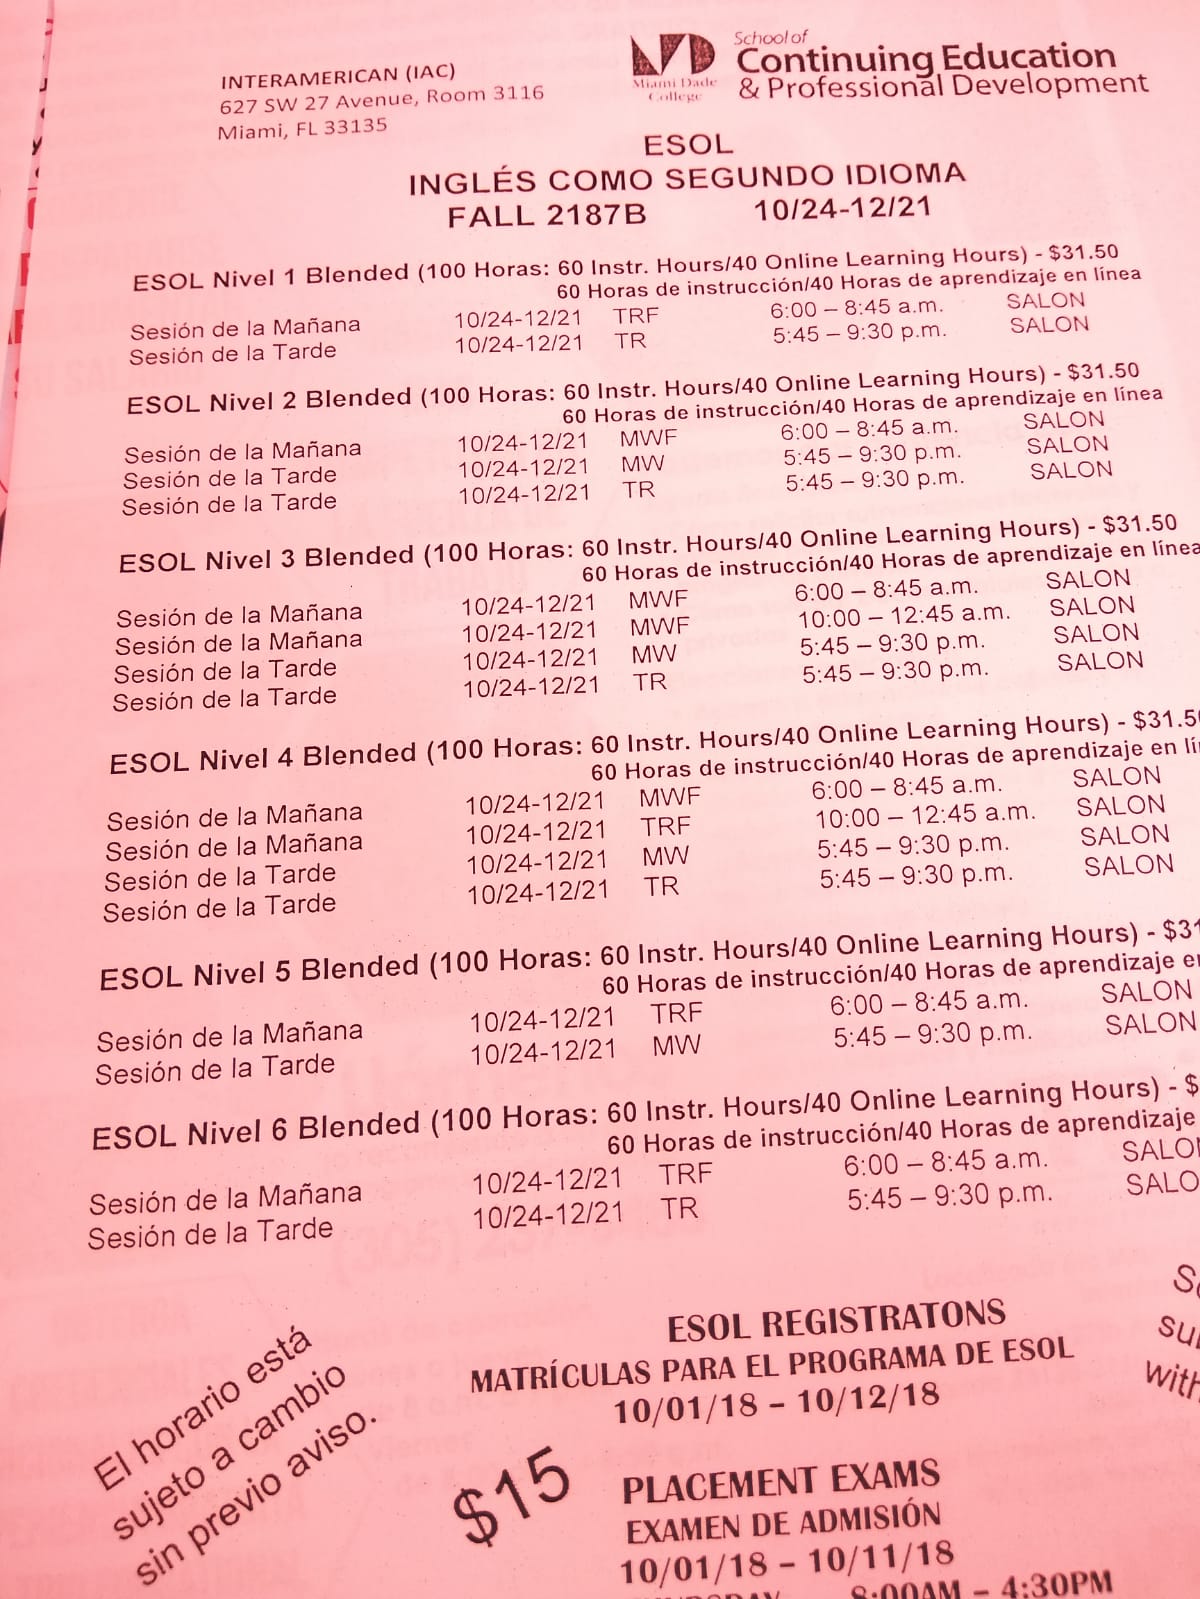 INTERAMERICAN (IAC)
627 SW 27 Avenue, Room 3116
Miami, FL 33135
Miami Dade
College
School of
Continuing Education
& Professional Development
ESOL
INGLÉS COMO SEGUNDO IDIOMA
FALL 2187B 10/24-12/21
ESOL Nivel 1 Blended (100 Horas: 60 Instr. Hours/40 Online Learning Hours) - $31.50
60 Horas de instrucción/40 Horas de aprendizaje en línea
Sesión de la Mañana 10/24-12/21 TRF 6:00 – 8:45 a.m. SALON
Sesión de la Tarde 10/24-12/21 TR 5:45 – 9:30 p.m. SALON
ESOL Nivel 2 Blended (100 Horas: 60 Instr. Hours/40 Online Learning Hours) - $31.50
60 Horas de instrucción/40 Horas de aprendizaje en línea
Sesión de la Mañana 10/24-12/21 MWF 6:00 – 8:45 a.m. SALON
Sesión de la Tarde 10/24-12/21 MW 5:45 – 9:30 p.m. SALON
Sesión de la Tarde 10/24-12/21 TR 5:45 – 9:30 p.m. SALON
ESOL Nivel 3 Blended (100 Horas: 60 Instr. Hours/40 Online Learning Hours) - $31.50
60 Horas de instrucción/40 Horas de aprendizaje en línea
Sesión de la Mañana 10/24-12/21 MWF 6:00 – 8:45 a.m. SALON
Sesión de la Mañana 10/24-12/21 MWF 10:00 – 12:45 a.m. SALON
Sesión de la Tarde 10/24-12/21 MW 5:45 – 9:30 p.m. SALON
Sesión de la Tarde 10/24-12/21 TR 5:45 – 9:30 p.m. SALON
ESOL Nivel 4 Blended (100 Horas: 60 Instr. Hours/40 Online Learning Hours) - $31.50
60 Horas de instrucción/40 Horas de aprendizaje en lí
Sesión de la Mañana 10/24-12/21 MWF 6:00 – 8:45 a.m. SALON
Sesión de la Mañana 10/24-12/21 TRF 10:00 – 12:45 a.m. SALON
Sesión de la Tarde 10/24-12/21 MW 5:45 – 9:30 p.m. SALON
Sesión de la Tarde 10/24-12/21 TR 5:45 – 9:30 p.m. SALON
ESOL Nivel 5 Blended (100 Horas: 60 Instr. Hours/40 Online Learning Hours) - $31
60 Horas de instrucción/40 Horas de aprendizaje e
Sesión de la Mañana 10/24-12/21 TRF 6:00 – 8:45 a.m. SALON
Sesión de la Tarde 10/24-12/21 MW 5:45 – 9:30 p.m. SALON
ESOL Nivel 6 Blended (100 Horas: 60 Instr. Hours/40 Online Learning Hours) - $
60 Horas de instrucción/40 Horas de aprendizaje
Sesión de la Mañana 10/24-12/21 TRF 6:00 – 8:45 a.m. SALO
Sesión de la Tarde 10/24-12/21 TR 5:45 – 9:30 p.m. SALO
El horario está
sujeto a cambio
sin previo aviso.
$15
ESOL REGISTRATONS
MATRÍCULAS PARA EL PROGRAMA DE ESOL
10/01/18 – 10/12/18
PLACEMENT EXAMS
EXAMEN DE ADMISIÓN
10/01/18 – 10/11/18
8:00AM – 4:30PM
with